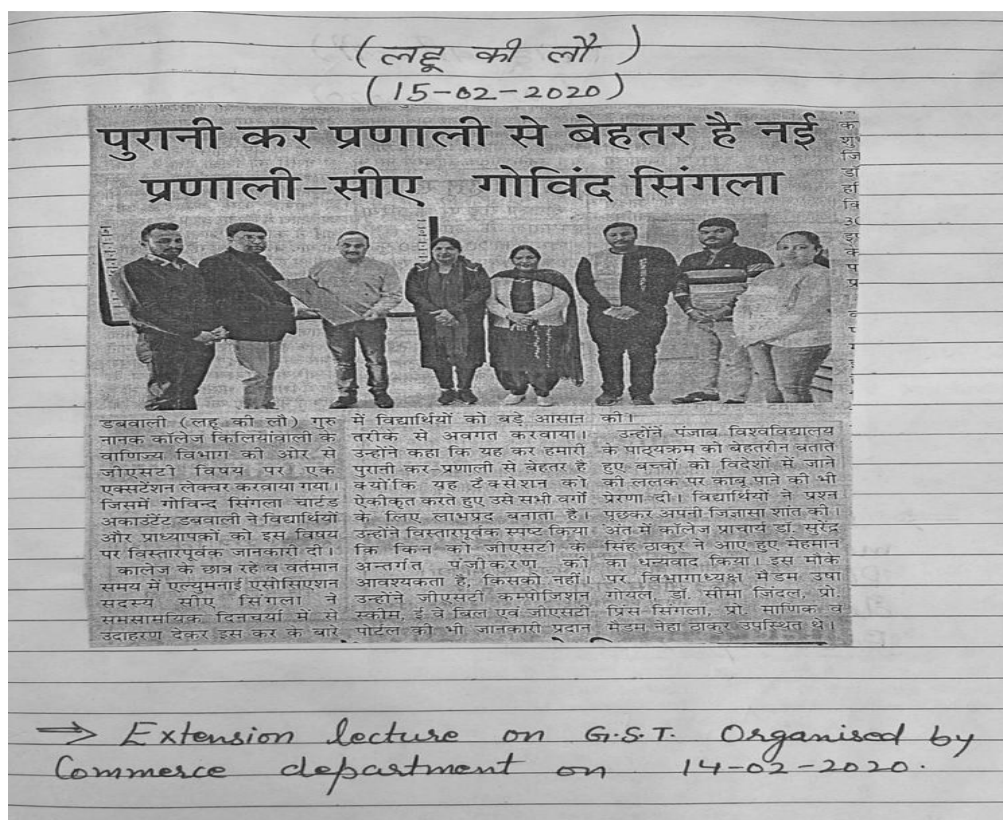 (लहू की लौ)
(15-02-2020)
पुरानी कर प्रणाली से बेहतर है नई
प्रणाली-सीए गोविंद सिंगला
डबवाली (लहू की लौ) गुरु
नानक कॉलेज किलियांवाली के
वाणिज्य विभाग की ओर से
जीएसटी विषय पर एक
एक्सटेंशन लेक्चर करवाया गया।
जिसमें गोविन्द सिंगला चार्टड
अकाउंटेंट डबवाली ने विद्यार्थियों
और प्राध्यापकों को इस विषय
पर विस्तारपूर्वक जानकारी दी।
कालेज के छात्र रहे व वर्तमान
समय में एल्युमनाई एसोसिएशन
सदस्य सीए सिंगला ने
समसामयिक दिनचर्या में से
उदाहरण देकर इस कर के बारे
में विद्यार्थियों को बड़े आसान
तरीके से अवगत करवाया।
उन्होंने कहा कि यह कर हमारी
पुरानी कर-प्रणाली से बेहतर है
क्योंकि यह टैक्सेशन को
ऐकीकृत करते हुए उसे सभी वर्गों
के लिए लाभप्रद बनाता है।
उन्होंने विस्तारपूर्वक स्पष्ट किया
कि किन को जीएसटी के
अन्तर्गत पंजीकरण की
आवश्यकता है, किसको नहीं।
उन्होंने जीएसटी कम्पोजिशन
स्कीम, ई वे बिल एवं जीएसटी
पोर्टल की भी जानकारी प्रदान
की।
उन्होंनें पंजाब विश्वविद्यालय
के पाठ्यक्रम को बेहतरीन बताते
हुए बच्चों को विदेशों में जाने
की ललक पर काबू पाने की भी
प्रेरणा दी। विद्यार्थियों ने प्रश्न
पूछकर अपनी जिज्ञासा शांत की।
अंत में कॉलेज प्राचार्य डॉ. सुरेंद्र
सिंह ठाकुर ने आए हुए मेहमान
का धन्यवाद किया। इस मौके
पर विभागाध्यक्ष मैडम उषा
गोयल, डॉ. सीमा जिंदल, प्रो.
प्रिंस सिंगला, प्रो. माणिक व
मैडम नेहा ठाकुर उपस्थित थे।
⇒ Extension lecture on G.S.T. Organised by
Commerce department on 14-02-2020.